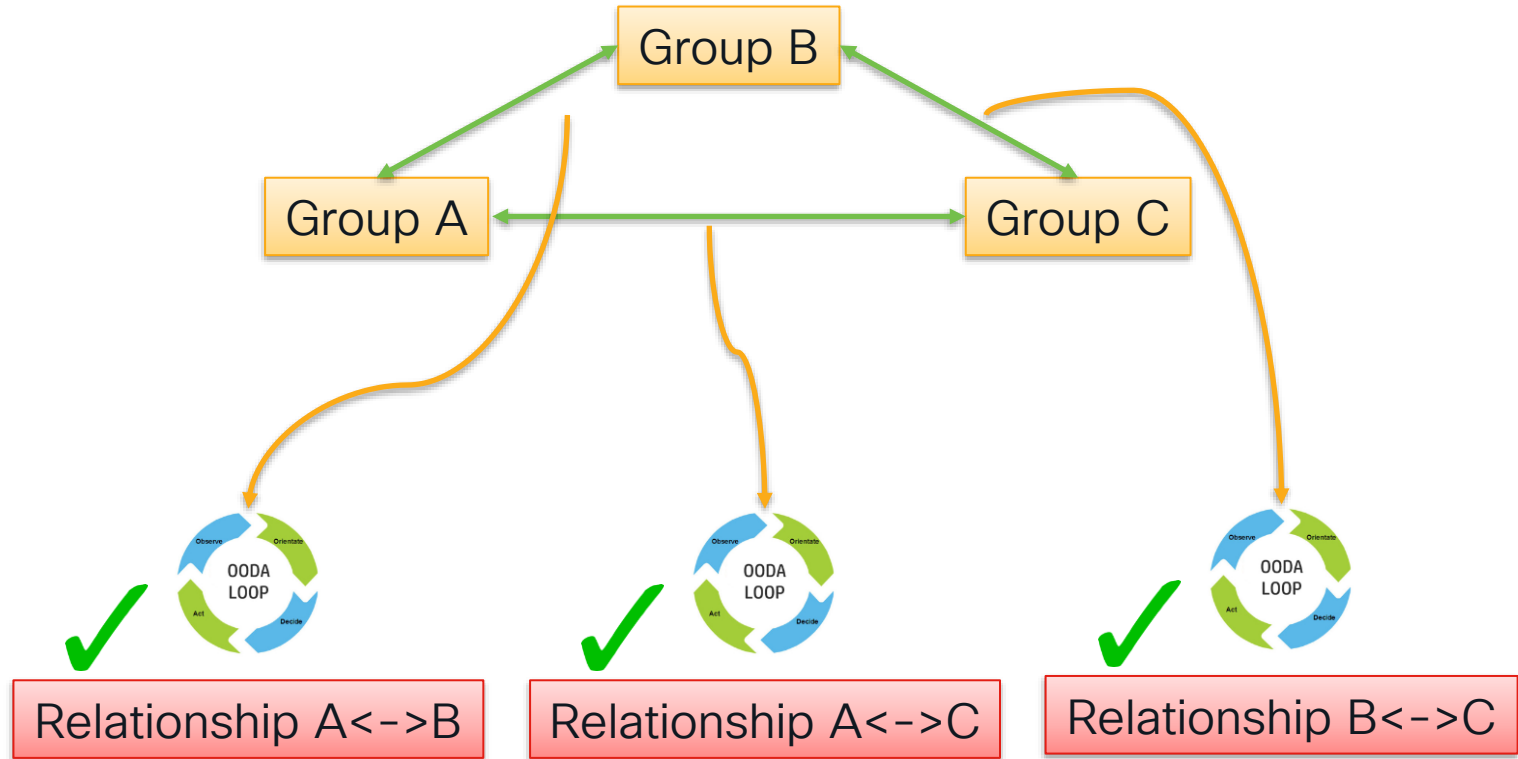 Group B
Group A
Group C
Observe
Orientate
OODA
LOOP
Act
Decide
Observe
Orientate
OODA
LOOP
Act
Decide
Observe
Orientate
OODA
LOOP
Act
Decide
Relationship A<->B
Relationship A<->C
Relationship B<->C